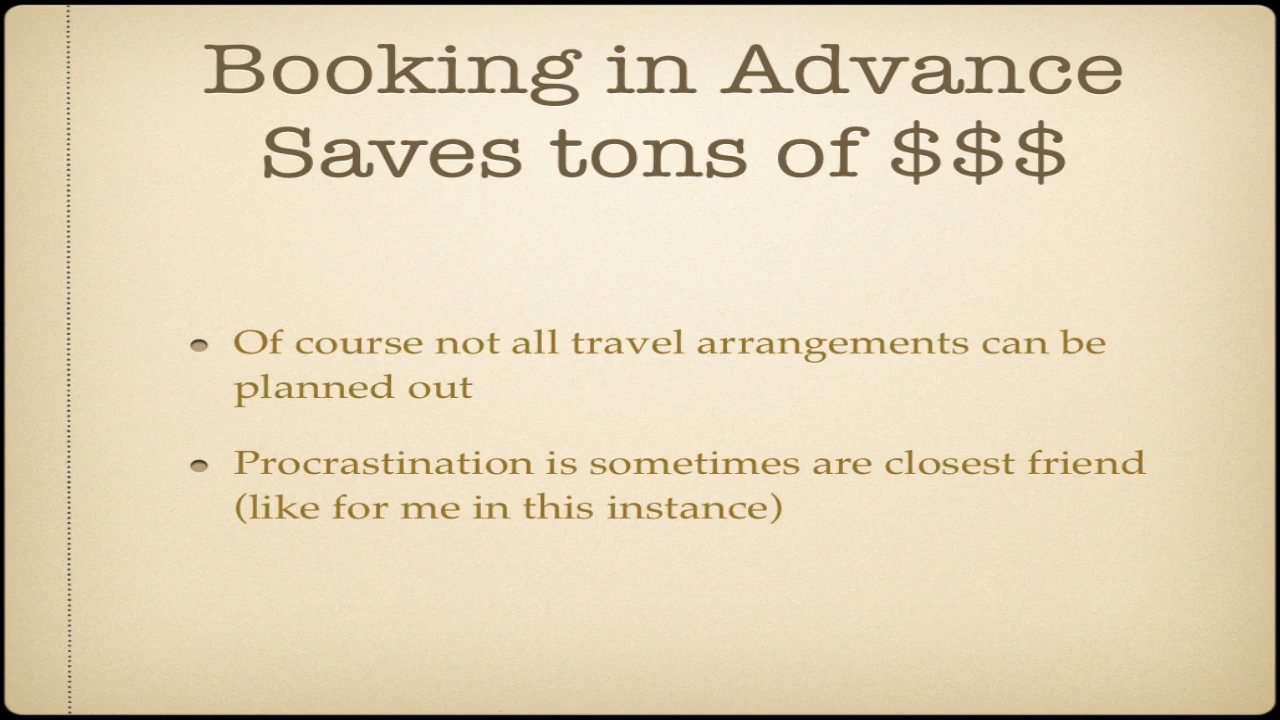 Booking in Advance
Saves tons of $$$
Of course not all travel arrangements can be
planned out
Procrastination is sometimes are closest friend
(like for me in this instance)